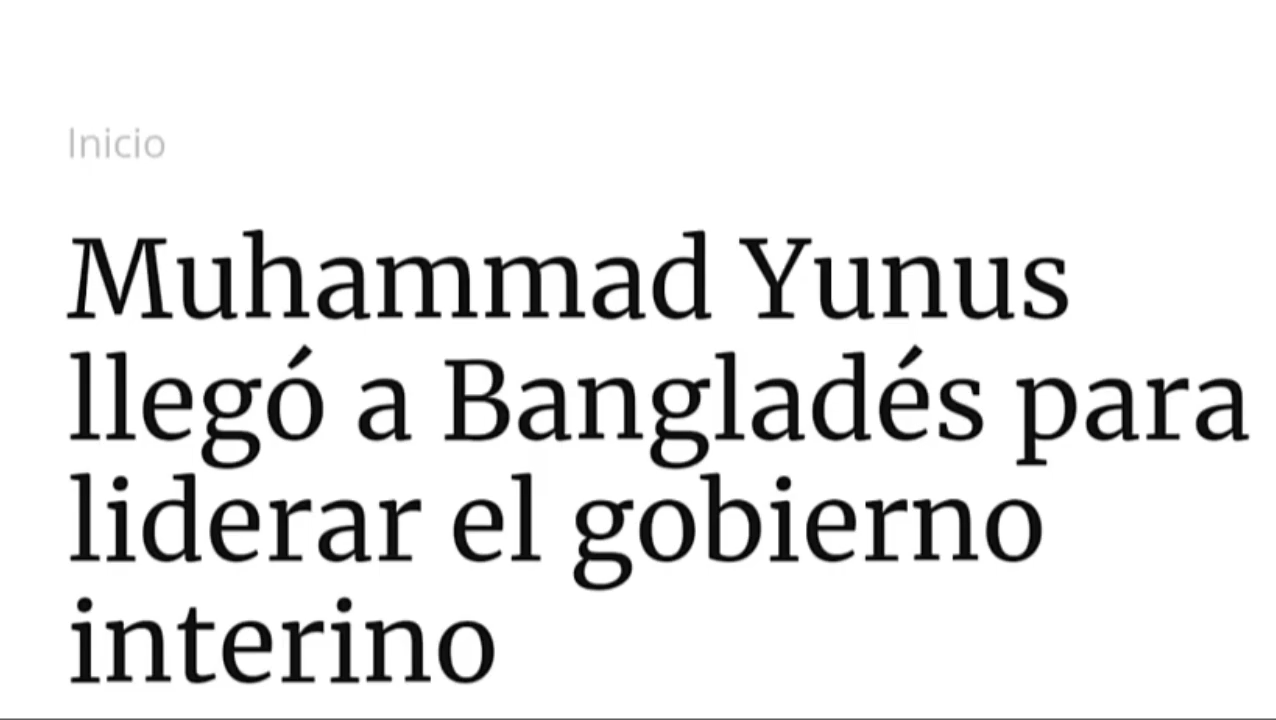 Inicio
Muhammad Yunus
llegó a Bangladés para
liderar el gobierno
interino